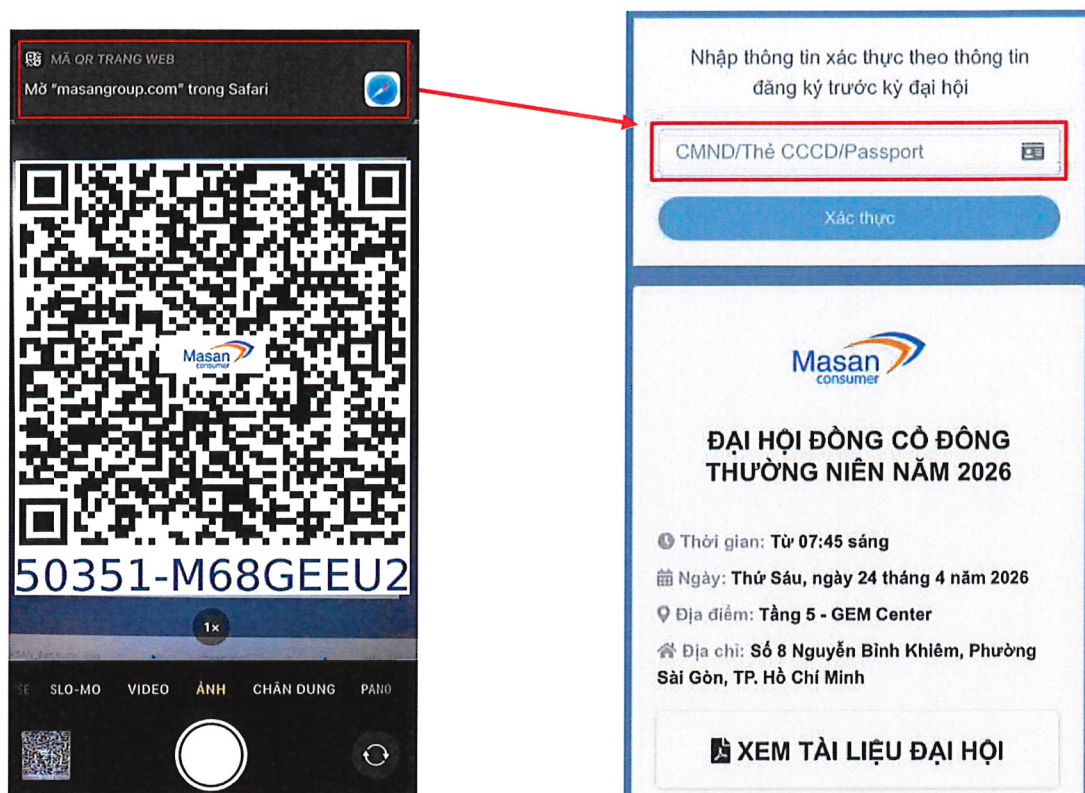 MÃ QR TRANG WEB
Mở "masangroup.com" trong Safari
Masan
consumer
50351-M68GEEU2
1x
SE SLO-MO VIDEO ẢNH CHÂN DUNG PANO
Nhập thông tin xác thực theo thông tin
đăng ký trước kỳ đại hội
CMND/Thẻ CCCD/Passport
Xác thực
Masan
consumer
ĐẠI HỘI ĐỒNG CỔ ĐÔNG
THƯỜNG NIÊN NĂM 2026
Thời gian: Từ 07:45 sáng
Ngày: Thứ Sáu, ngày 24 tháng 4 năm 2026
Địa điểm: Tầng 5 - GEM Center
Địa chỉ: Số 8 Nguyễn Bỉnh Khiêm, Phường
Sài Gòn, TP. Hồ Chí Minh
XEM TÀI LIỆU ĐẠI HỘI